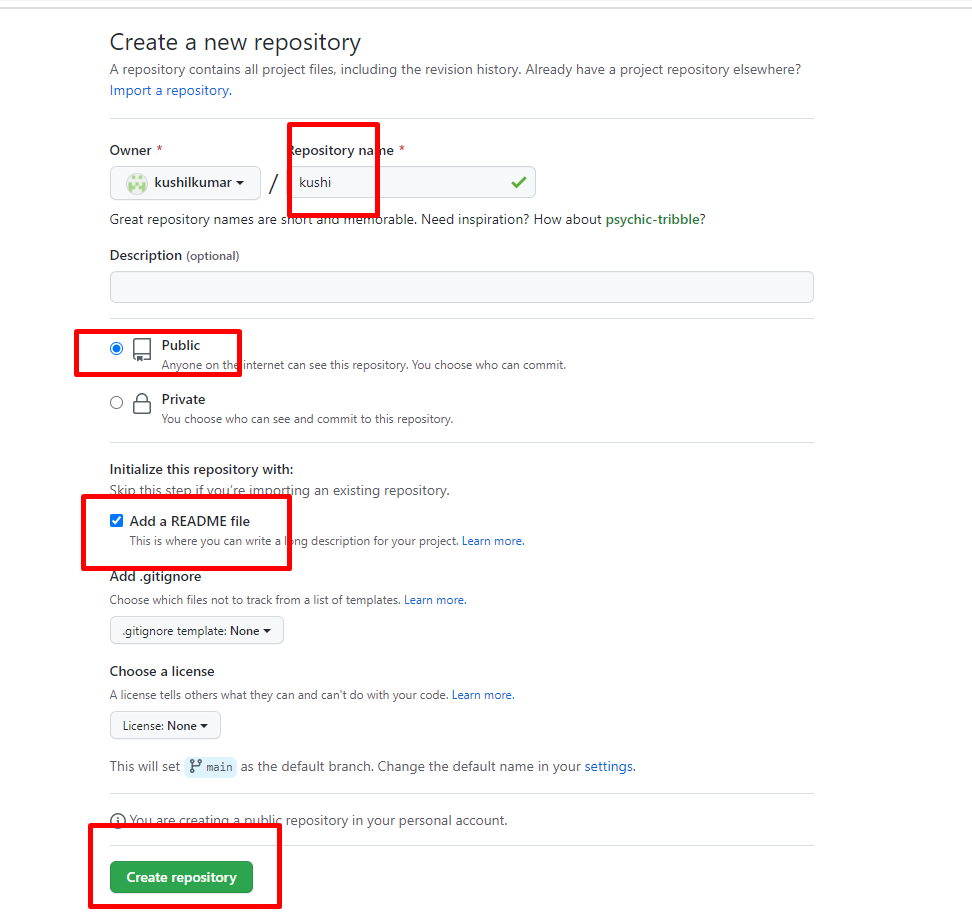 Create a new repository
A repository contains all project files, including the revision history. Already have a project repository elsewhere?
Import a repository.
Owner * Repository name *
kushilkumar / kushi
Great repository names are short and memorable. Need inspiration? How about psychic-tribble?
Description (optional)
Public
Anyone on the internet can see this repository. You choose who can commit.
Private
You choose who can see and commit to this repository.
Initialize this repository with:
Skip this step if you're importing an existing repository.
Add a README file
This is where you can write a long description for your project. Learn more.
Add .gitignore
Choose which files not to track from a list of templates. Learn more.
.gitignore template: None
Choose a license
A license tells others what they can and can't do with your code. Learn more.
License: None
This will set main as the default branch. Change the default name in your settings.
You are creating a public repository in your personal account.
Create repository